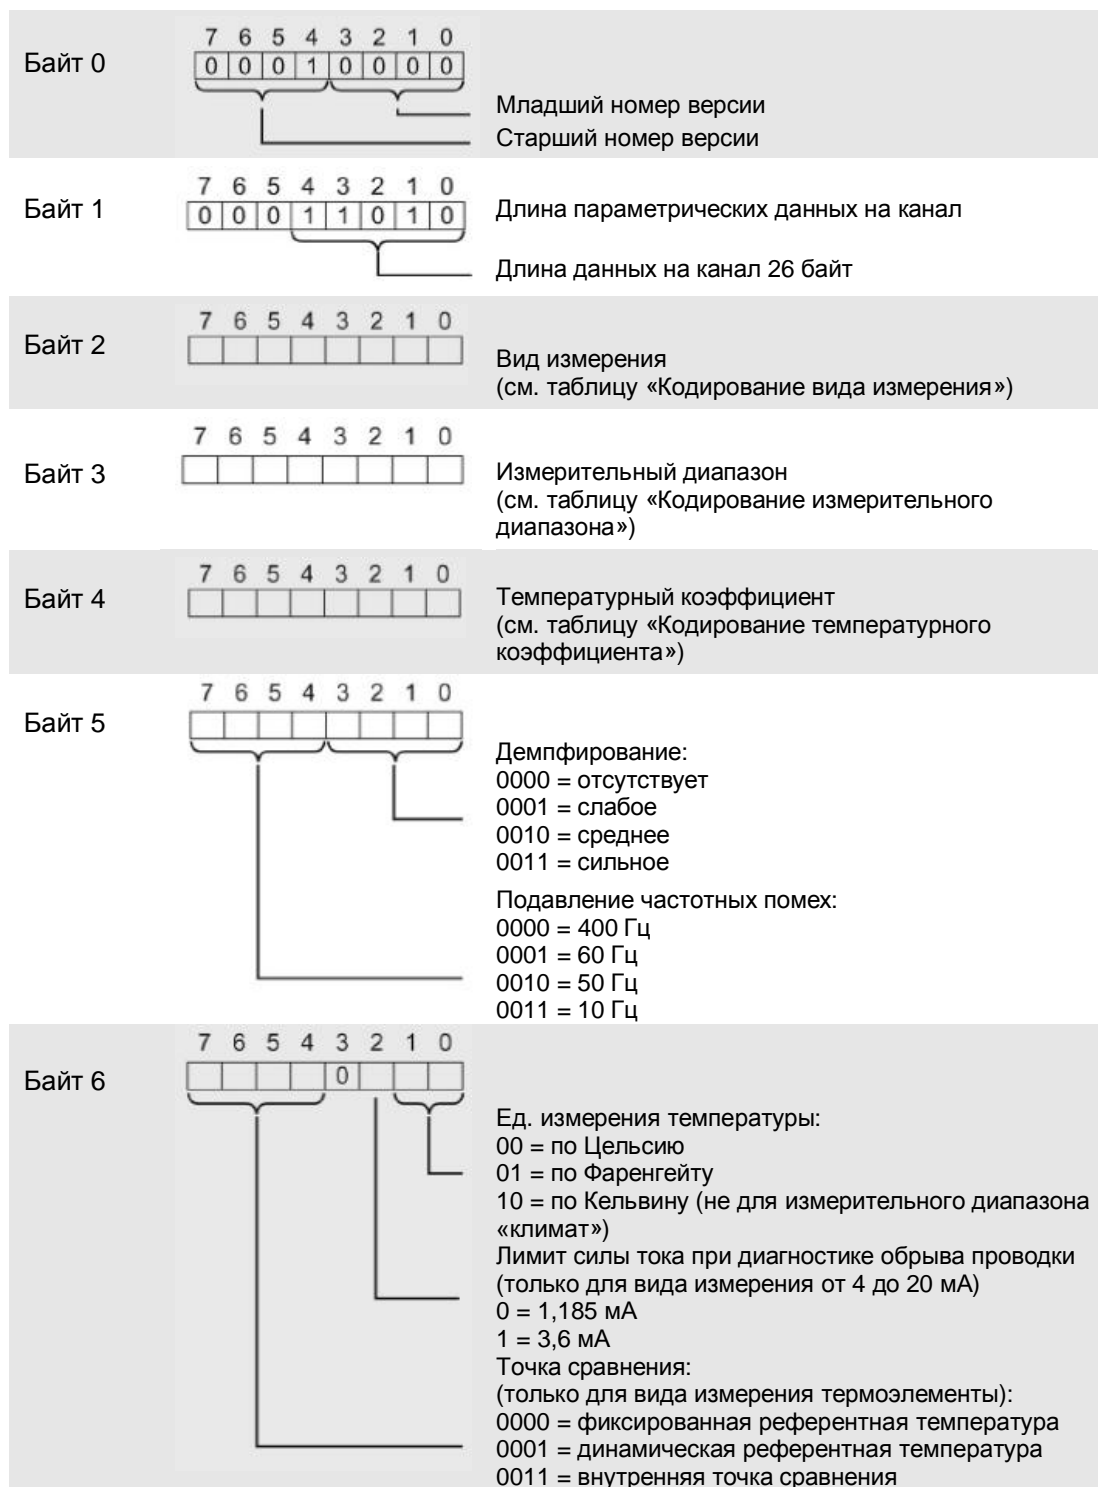 Байт 0
7 6 5 4 3 2 1 0
0 0 0 1 0 0 0 0
Младший номер версии
Старший номер версии
Байт 1
7 6 5 4 3 2 1 0
0 0 0 1 1 0 1 0
Длина параметрических данных на канал
Длина данных на канал 26 байт
Байт 2
7 6 5 4 3 2 1 0
Вид измерения
(см. таблицу «Кодирование вида измерения»)
Байт 3
7 6 5 4 3 2 1 0
Измерительный диапазон
(см. таблицу «Кодирование измерительного
диапазона»)
Байт 4
7 6 5 4 3 2 1 0
Температурный коэффициент
(см. таблицу «Кодирование температурного
коэффициента»)
Байт 5
7 6 5 4 3 2 1 0
Демпфирование:
0000 = отсутствует
0001 = слабое
0010 = среднее
0011 = сильное
Подавление частотных помех:
0000 = 400 Гц
0001 = 60 Гц
0010 = 50 Гц
0011 = 10 Гц
Байт 6
7 6 5 4 3 2 1 0
0
Ед. измерения температуры:
00 = по Цельсию
01 = по Фаренгейту
10 = по Кельвину (не для измерительного диапазона
«климат»)
Лимит силы тока при диагностике обрыва проводки
(только для вида измерения от 4 до 20 мА)
0 = 1,185 мА
1 = 3,6 мА
Точка сравнения:
(только для вида измерения термоэлементы):
0000 = фиксированная референтная температура
0001 = динамическая референтная температура
0011 = внутренняя точка сравнения